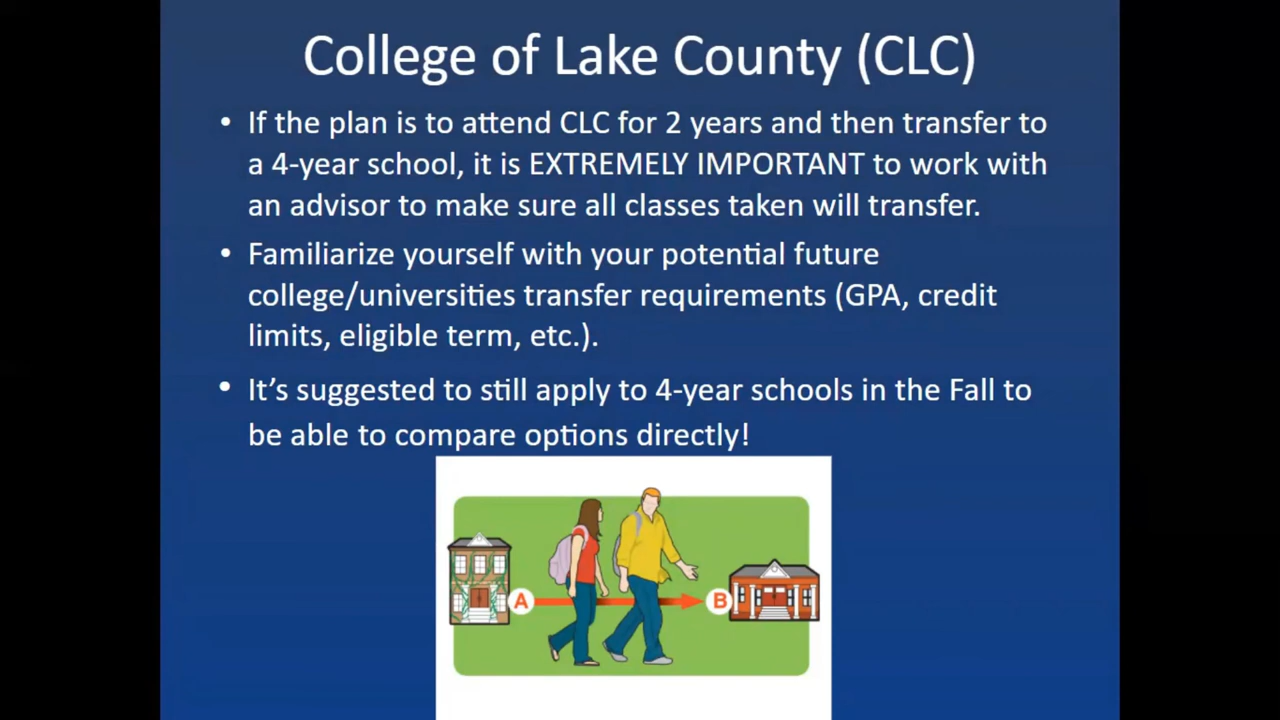 College of Lake County (CLC)
• If the plan is to attend CLC for 2 years and then transfer to
a 4-year school, it is EXTREMELY IMPORTANT to work with
an advisor to make sure all classes taken will transfer.
• Familiarize yourself with your potential future
college/universities transfer requirements (GPA, credit
limits, eligible term, etc.).
• It’s suggested to still apply to 4-year schools in the Fall to
be able to compare options directly!
A B